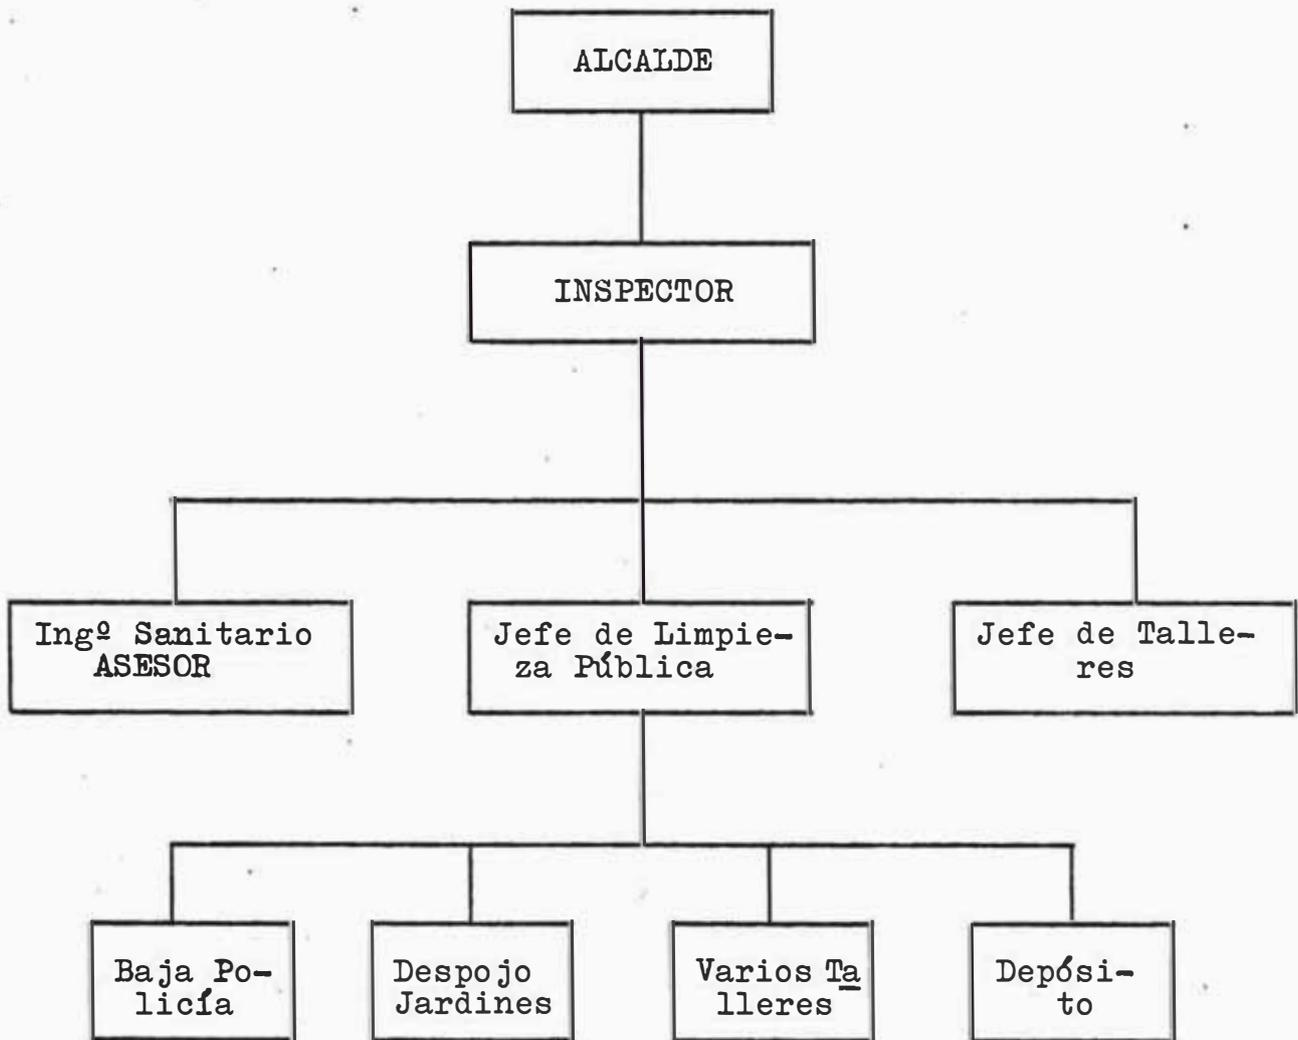 ALCALDE
INSPECTOR
Ingº Sanitario
ASESOR
Jefe de Limpie-
za Pública
Jefe de Talle-
res
Baja Po-
licía
Despojo
Jardines
Varios Ta
lleres
Depósi-
to